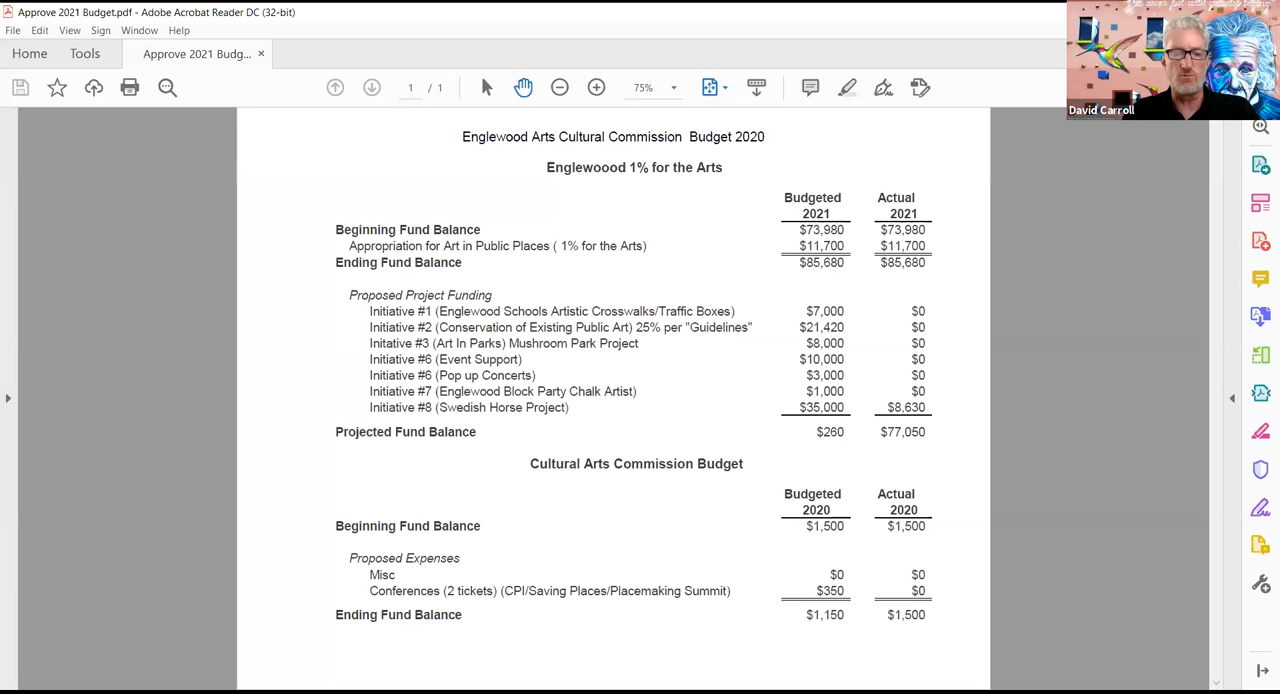 Approve 2021 Budget.pdf - Adobe Acrobat Reader DC (32-bit)
File Edit View Sign Window Help
Home Tools Approve 2021 Budg... ×
1 / 1 75%
David Carroll
Englewood Arts Cultural Commission Budget 2020
Englewoood 1% for the Arts
Budgeted Actual
2021 2021
Beginning Fund Balance $73,980 $73,980
Appropriation for Art in Public Places ( 1% for the Arts) $11,700 $11,700
Ending Fund Balance $85,680 $85,680
Proposed Project Funding
Initiative #1 (Englewood Schools Artistic Crosswalks/Traffic Boxes) $7,000 $0
Initiative #2 (Conservation of Existing Public Art) 25% per "Guidelines" $21,420 $0
Initative #3 (Art In Parks) Mushroom Park Project $8,000 $0
Initiative #6 (Event Support) $10,000 $0
Initiative #6 (Pop up Concerts) $3,000 $0
Initiative #7 (Englewood Block Party Chalk Artist) $1,000 $0
Initiative #8 (Swedish Horse Project) $35,000 $8,630
Projected Fund Balance $260 $77,050
Cultural Arts Commission Budget
Budgeted Actual
2020 2020
Beginning Fund Balance $1,500 $1,500
Proposed Expenses
Misc $0 $0
Conferences (2 tickets) (CPI/Saving Places/Placemaking Summit) $350 $0
Ending Fund Balance $1,150 $1,500